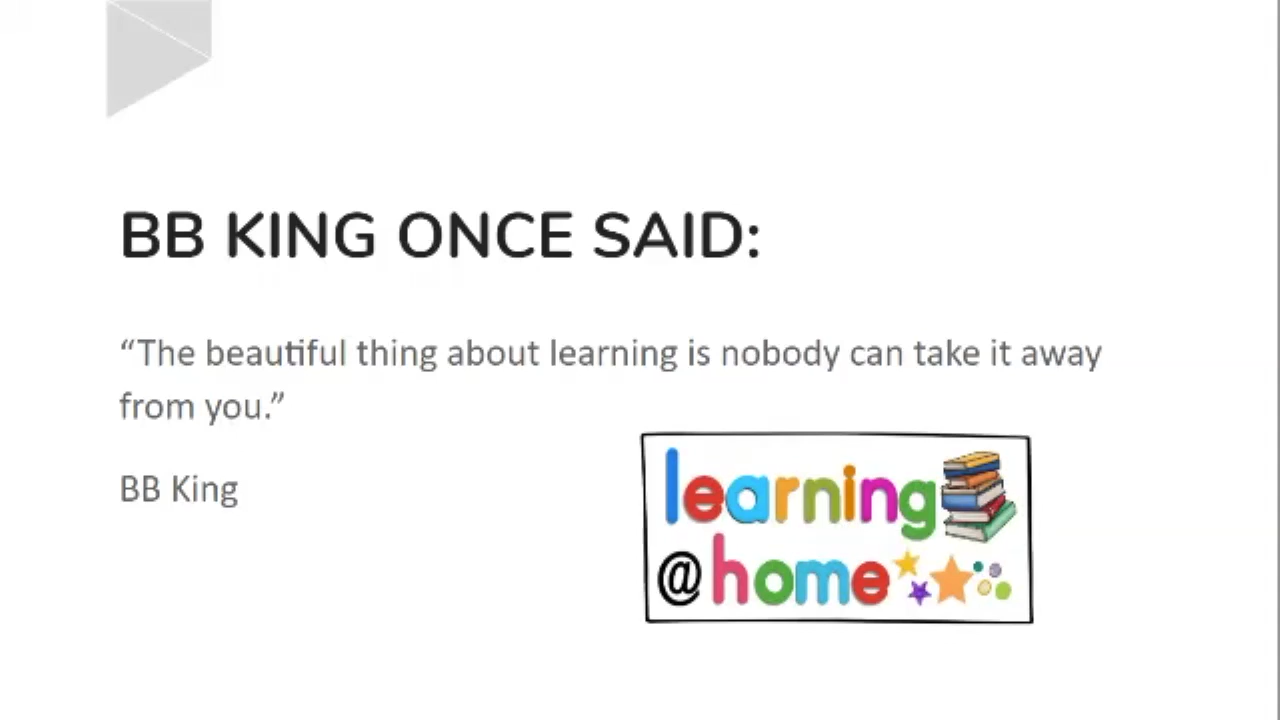 BB KING ONCE SAID:
“The beautiful thing about learning is nobody can take it away
from you.”
BB King
learning
@home